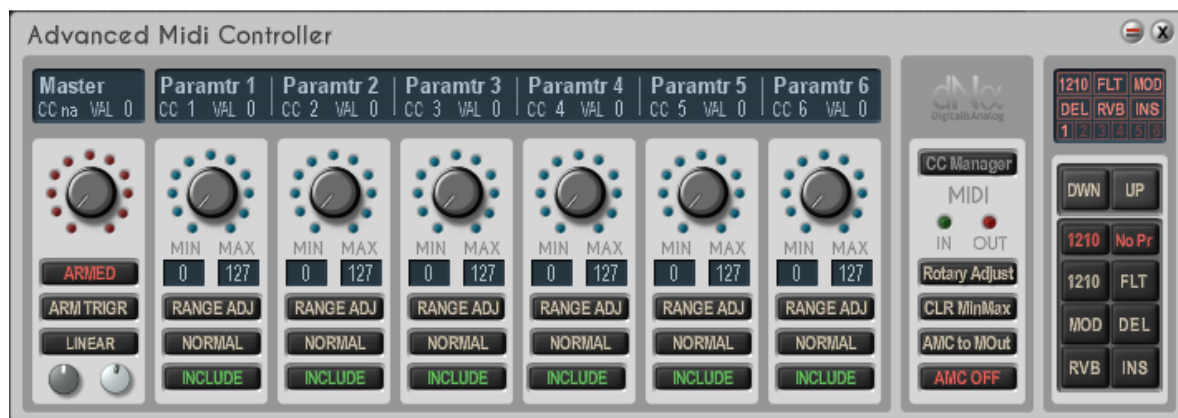 Advanced Midi Controller
X
Master Paramtr 1 Paramtr 2 Paramtr 3 Paramtr 4 Paramtr 5 Paramtr 6
CC na VAL 0 CC 1 VAL 0 CC 2 VAL 0 CC 3 VAL 0 CC 4 VAL 0 CC 5 VAL 0 CC 6 VAL 0
MIN MAX MIN MAX MIN MAX MIN MAX MIN MAX MIN MAX
0 127 0 127 0 127 0 127 0 127 0 127
ARMED RANGE ADJ RANGE ADJ RANGE ADJ RANGE ADJ RANGE ADJ RANGE ADJ
ARM TRIGR NORMAL NORMAL NORMAL NORMAL NORMAL NORMAL
LINEAR INCLUDE INCLUDE INCLUDE INCLUDE INCLUDE INCLUDE
dNa
Digital&Analog
CC Manager
MIDI
IN OUT
Rotary Adjust
CLR MinMax
AMC to MOut
AMC OFF
1210 FLT MOD
DEL RVB INS
1 2 3 4 5 6
DWN UP
1210 No Pr
1210 FLT
MOD DEL
RVB INS